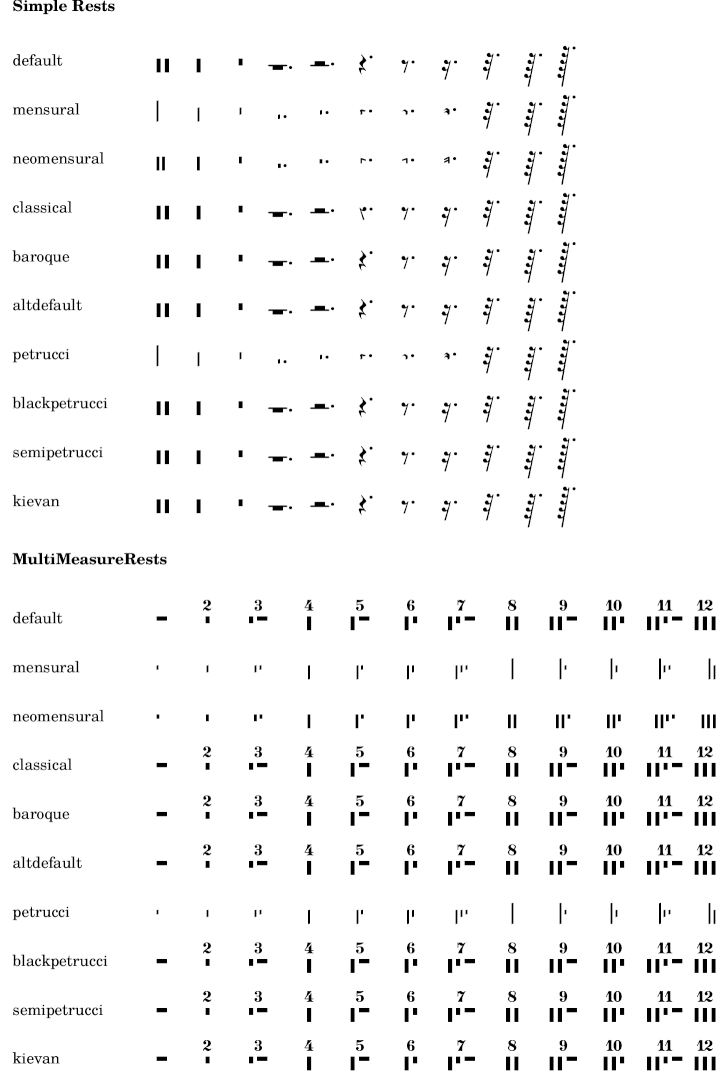 Simple Rests
default
mensural
neomensural
classical
baroque
altdefault
petrucci
blackpetrucci
semipetrucci
kievan
MultiMeasureRests
2 3 4 5 6 7 8 9 10 11 12
default
mensural
neomensural
2 3 4 5 6 7 8 9 10 11 12
classical
2 3 4 5 6 7 8 9 10 11 12
baroque
2 3 4 5 6 7 8 9 10 11 12
altdefault
petrucci
2 3 4 5 6 7 8 9 10 11 12
blackpetrucci
2 3 4 5 6 7 8 9 10 11 12
semipetrucci
2 3 4 5 6 7 8 9 10 11 12
kievan